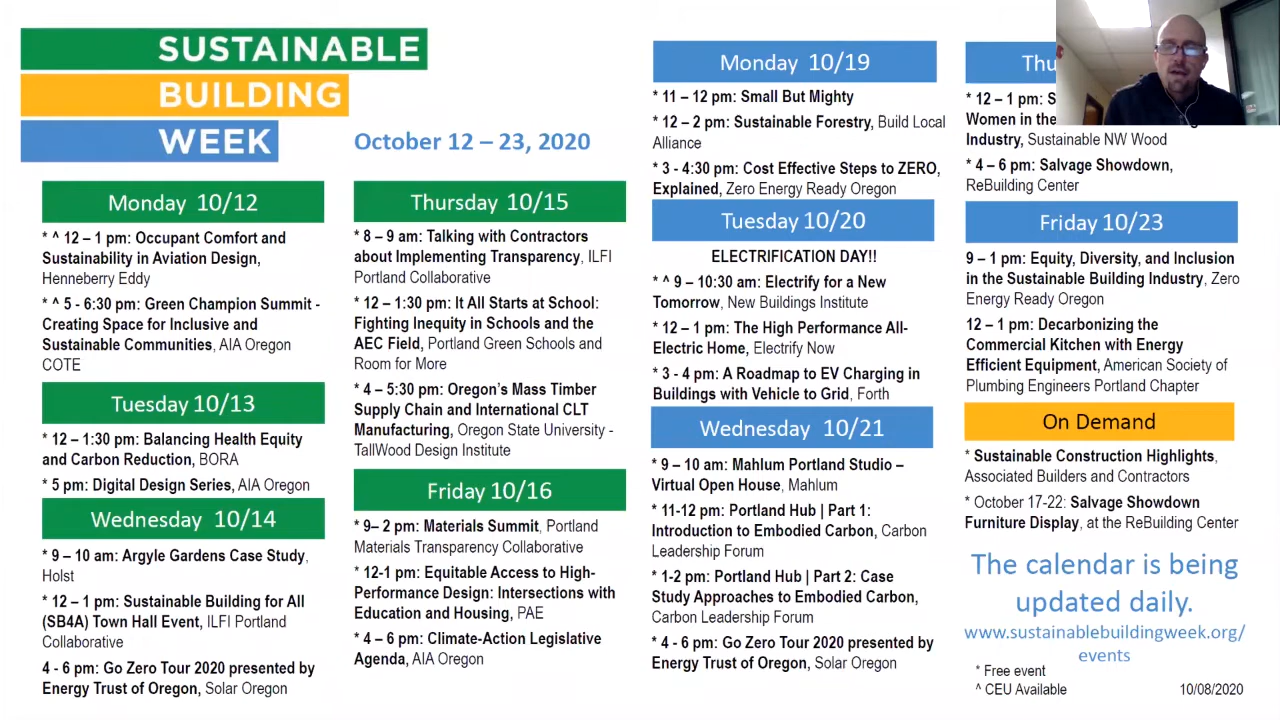 SUSTAINABLE
BUILDING
WEEK
October 12 – 23, 2020
Monday 10/12
* ^ 12 – 1 pm: Occupant Comfort and
Sustainability in Aviation Design,
Henneberry Eddy
* ^ 5 - 6:30 pm: Green Champion Summit -
Creating Space for Inclusive and
Sustainable Communities, AIA Oregon
COTE
Tuesday 10/13
* 12 – 1:30 pm: Balancing Health Equity
and Carbon Reduction, BORA
* 5 pm: Digital Design Series, AIA Oregon
Wednesday 10/14
* 9 – 10 am: Argyle Gardens Case Study,
Holst
* 12 – 1 pm: Sustainable Building for All
(SB4A) Town Hall Event, ILFI Portland
Collaborative
4 - 6 pm: Go Zero Tour 2020 presented by
Energy Trust of Oregon, Solar Oregon
Thursday 10/15
* 8 – 9 am: Talking with Contractors
about Implementing Transparency, ILFI
Portland Collaborative
* 12 – 1:30 pm: It All Starts at School:
Fighting Inequity in Schools and the
AEC Field, Portland Green Schools and
Room for More
* 4 – 5:30 pm: Oregon's Mass Timber
Supply Chain and International CLT
Manufacturing, Oregon State University -
TallWood Design Institute
Friday 10/16
* 9– 2 pm: Materials Summit, Portland
Materials Transparency Collaborative
* 12-1 pm: Equitable Access to High-
Performance Design: Intersections with
Education and Housing, PAE
* 4 – 6 pm: Climate-Action Legislative
Agenda, AIA Oregon
Monday 10/19
* 11 – 12 pm: Small But Mighty
* 12 – 2 pm: Sustainable Forestry, Build Local
Alliance
* 3 - 4:30 pm: Cost Effective Steps to ZERO,
Explained, Zero Energy Ready Oregon
Tuesday 10/20
ELECTRIFICATION DAY!!
* ^ 9 – 10:30 am: Electrify for a New
Tomorrow, New Buildings Institute
* 12 – 1 pm: The High Performance All-
Electric Home, Electrify Now
* 3 - 4 pm: A Roadmap to EV Charging in
Buildings with Vehicle to Grid, Forth
Wednesday 10/21
* 9 – 10 am: Mahlum Portland Studio –
Virtual Open House, Mahlum
* 11-12 pm: Portland Hub | Part 1:
Introduction to Embodied Carbon, Carbon
Leadership Forum
* 1-2 pm: Portland Hub | Part 2: Case
Study Approaches to Embodied Carbon,
Carbon Leadership Forum
* 4 - 6 pm: Go Zero Tour 2020 presented by
Energy Trust of Oregon, Solar Oregon
Thu
* 12 – 1 pm: S
Women in the
Industry, Sustainable NW Wood
* 4 – 6 pm: Salvage Showdown,
ReBuilding Center
Friday 10/23
9 – 1 pm: Equity, Diversity, and Inclusion
in the Sustainable Building Industry, Zero
Energy Ready Oregon
12 – 1 pm: Decarbonizing the
Commercial Kitchen with Energy
Efficient Equipment, American Society of
Plumbing Engineers Portland Chapter
On Demand
* Sustainable Construction Highlights,
Associated Builders and Contractors
* October 17-22: Salvage Showdown
Furniture Display, at the ReBuilding Center
The calendar is being
updated daily.
www.sustainablebuildingweek.org/
events
* Free event
^ CEU Available
10/08/2020